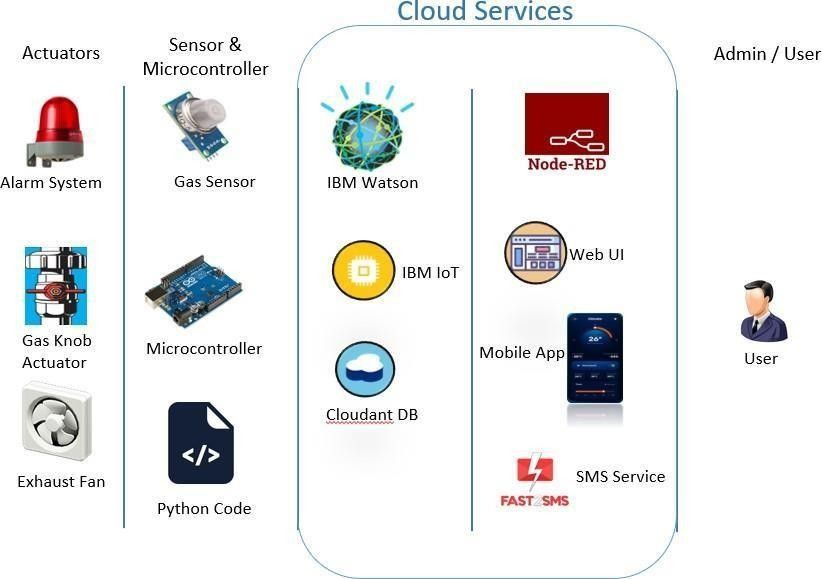 Cloud Services
Actuators
Sensor &
Microcontroller
Admin / User
Alarm System
Gas Sensor
IBM Watson
Node-RED
Gas Knob
Actuator
Microcontroller
IBM IoT
Web UI
Mobile App
26°
User
Exhaust Fan
</>
Python Code
Cloudant DB
FAST2SMS
SMS Service